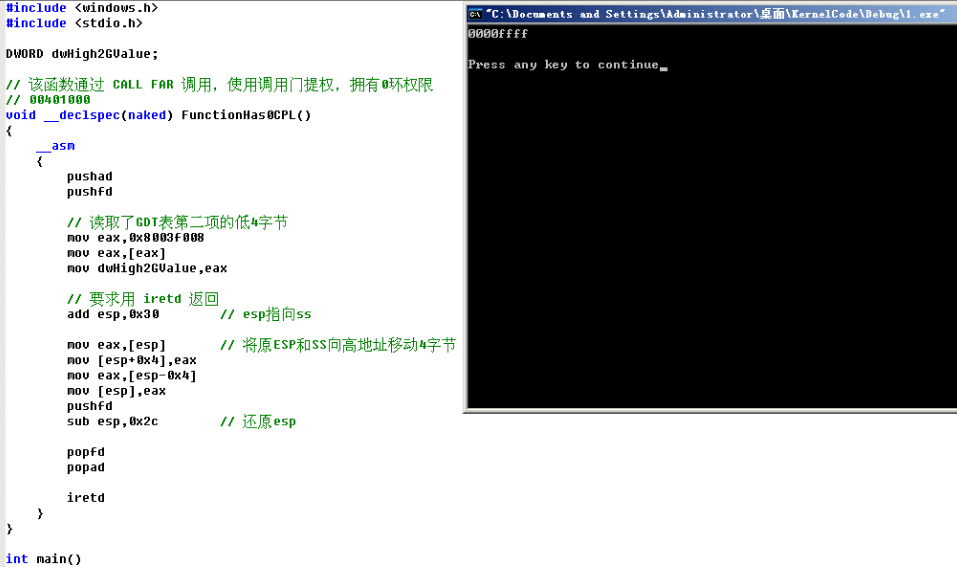 #include <windows.h>
#include <stdio.h>
DWORD dwHigh2GValue;
// 该函数通过 CALL FAR 调用，使用调用门提权，拥有0环权限
// 00401000
void __declspec(naked) FunctionHas0CPL()
{
    __asm
    {
        pushad
        pushfd
        // 读取了GDT表第二项的低4字节
        mov eax,0x8003f008
        mov eax,[eax]
        mov dwHigh2GValue,eax
        // 要求用 iretd 返回
        add esp,0x30        // esp指向ss
        mov eax,[esp]       // 将原ESP和SS向高地址移动4字节
        mov [esp+0x4],eax
        mov eax,[esp-0x4]
        mov [esp],eax
        pushfd
        sub esp,0x2c        // 还原esp
        popfd
        popad
        iretd
    }
}
int main()
"C:\Documents and Settings\Administrator\桌面\KernelCode\Debug\1.exe"
0000ffff
Press any key to continue_